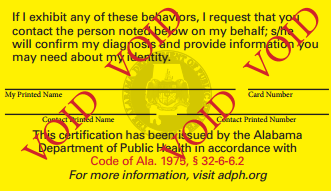 If I exhibit any of these behaviors, I request that you
contact the person noted below on my behalf; s/he
will confirm my diagnosis and provide information you
may need about my identity.
My Printed Name
Card Number
Contact Printed Name
Contact Printed Number
This certification has been issued by the Alabama
Department of Public Health in accordance with
Code of Ala. 1975, § 32-6-6.2
For more information, visit adph.org
VOID
VOID
VOID
VOID
VOID